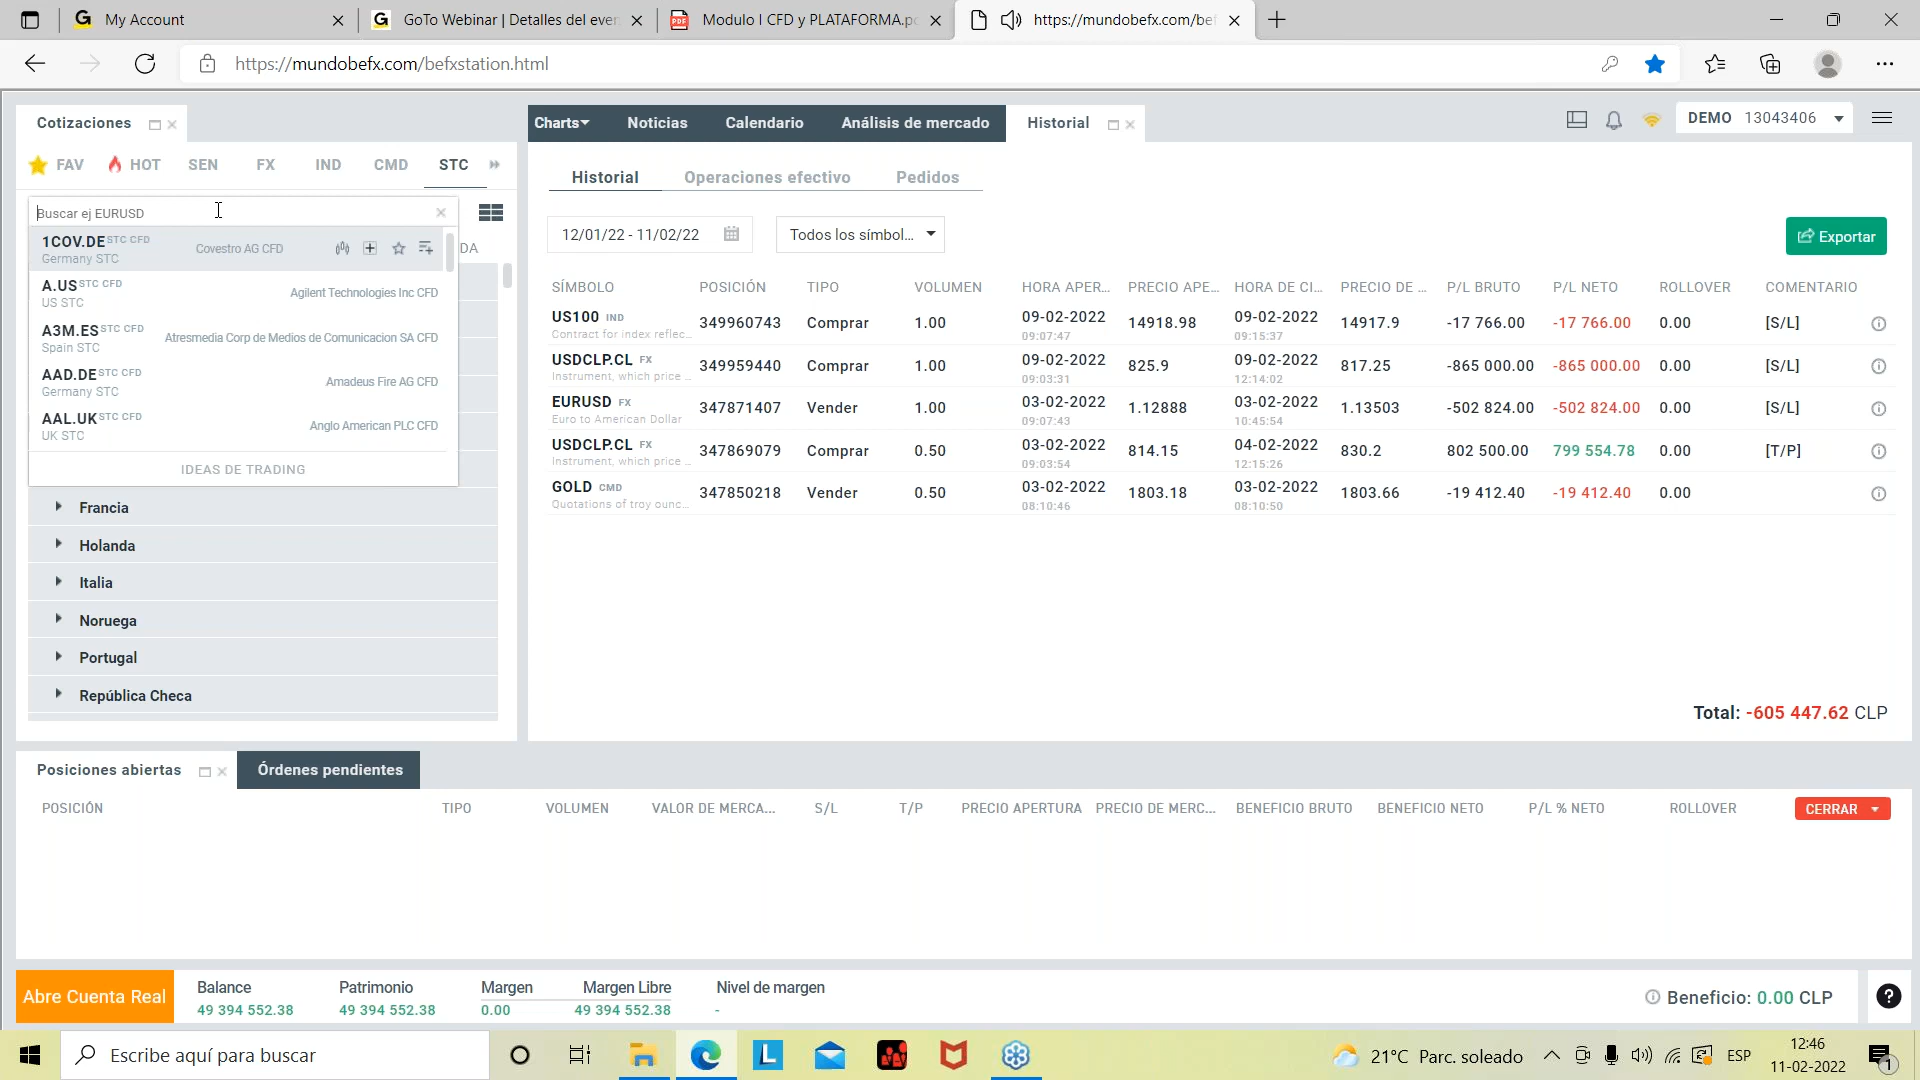 My Account
GoTo Webinar | Detalles del even
Modulo I CFD y PLATAFORMA.pd
https://mundobefx.com/bef
https://mundobefx.com/befxstation.html
Cotizaciones
Charts
Noticias
Calendario
Análisis de mercado
Historial
DEMO 13043406
FAV
HOT
SEN
FX
IND
CMD
STC
Historial
Operaciones efectivo
Pedidos
Buscar ej EURUSD
DA
12/01/22 - 11/02/22
Todos los símbol...
Exportar
1COV.DE STC CFD
Germany STC
Covestro AG CFD
A.US STC CFD
US STC
Agilent Technologies Inc CFD
A3M.ES STC CFD
Spain STC
Atresmedia Corp de Medios de Comunicacion SA CFD
AAD.DE STC CFD
Germany STC
Amadeus Fire AG CFD
AAL.UK STC CFD
UK STC
Anglo American PLC CFD
IDEAS DE TRADING
Francia
Holanda
Italia
Noruega
Portugal
República Checa
SÍMBOLO POSICIÓN TIPO VOLUMEN HORA APER... PRECIO APE... HORA DE CI... PRECIO DE ... P/L BRUTO P/L NETO ROLLOVER COMENTARIO
US100 IND 349960743 Comprar 1.00 09-02-2022 14918.98 09-02-2022 14917.9 -17 766.00 -17 766.00 0.00 [S/L]
Contract for index reflec... 09:07:47 09:15:37
USDCLP.CL FX 349959440 Comprar 1.00 09-02-2022 825.9 09-02-2022 817.25 -865 000.00 -865 000.00 0.00 [S/L]
Instrument, which price ... 09:03:31 12:14:02
EURUSD FX 347871407 Vender 1.00 03-02-2022 1.12888 03-02-2022 1.13503 -502 824.00 -502 824.00 0.00 [S/L]
Euro to American Dollar 09:07:43 10:45:54
USDCLP.CL FX 347869079 Comprar 0.50 03-02-2022 814.15 04-02-2022 830.2 802 500.00 799 554.78 0.00 [T/P]
Instrument, which price ... 09:03:54 12:15:26
GOLD CMD 347850218 Vender 0.50 03-02-2022 1803.18 03-02-2022 1803.66 -19 412.40 -19 412.40 0.00
Quotations of troy ounc... 08:10:46 08:10:50
Total: -605 447.62 CLP
Posiciones abiertas
Órdenes pendientes
POSICIÓN TIPO VOLUMEN VALOR DE MERCA... S/L T/P PRECIO APERTURA PRECIO DE MERC... BENEFICIO BRUTO BENEFICIO NETO P/L % NETO ROLLOVER CERRAR
Abre Cuenta Real
Balance
49 394 552.38
Patrimonio
49 394 552.38
Margen
0.00
Margen Libre
49 394 552.38
Nivel de margen
-
Beneficio: 0.00 CLP
Escribe aquí para buscar
21°C Parc. soleado
ESP
12:46
11-02-2022
1